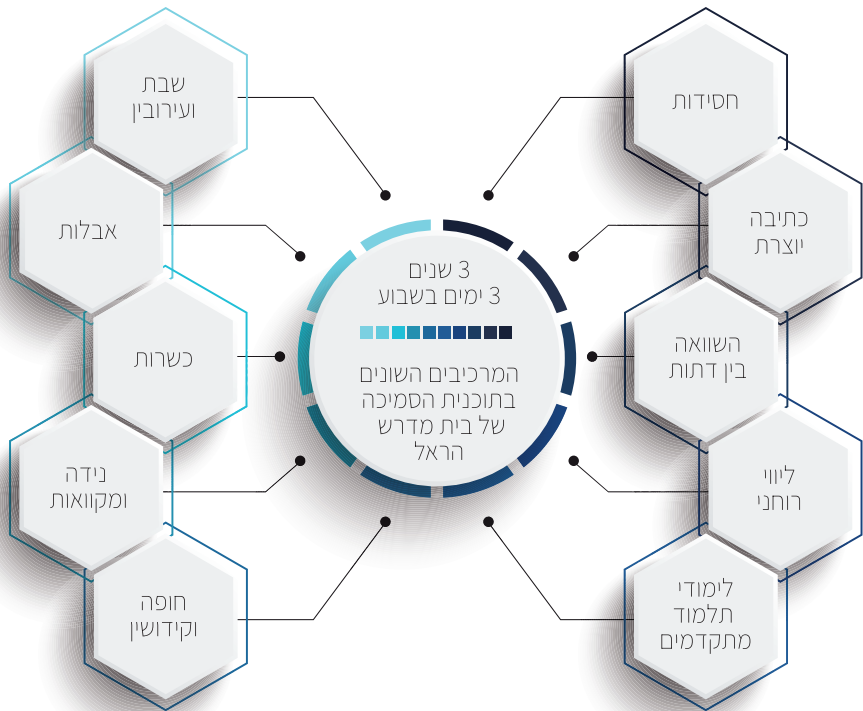 3 שנים
3 ימים בשבוע
המרכיבים השונים
בתוכנית הסמיכה
של בית מדרש
הראל
חסידות
כתיבה
יוצרת
השוואה
בין דתות
ליווי
רוחני
לימודי
תלמוד
מתקדמים
שבת
ועירובין
אבלות
כשרות
נידה
ומקוואות
חופה
וקידושין